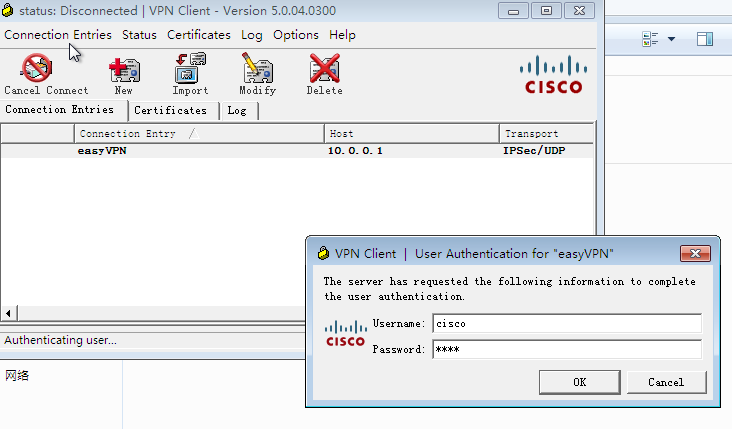 status: Disconnected | VPN Client - Version 5.0.04.0300
Connection Entries Status Certificates Log Options Help
Cancel Connect New Import Modify Delete
CISCO
Connection Entries Certificates Log
Connection Entry Host Transport
easyVPN 10.0.0.1 IPSec/UDP
VPN Client | User Authentication for "easyVPN"
The server has requested the following information to complete
the user authentication.
Username: cisco
CISCO
Password: ****
OK Cancel
Authenticating user...
网络